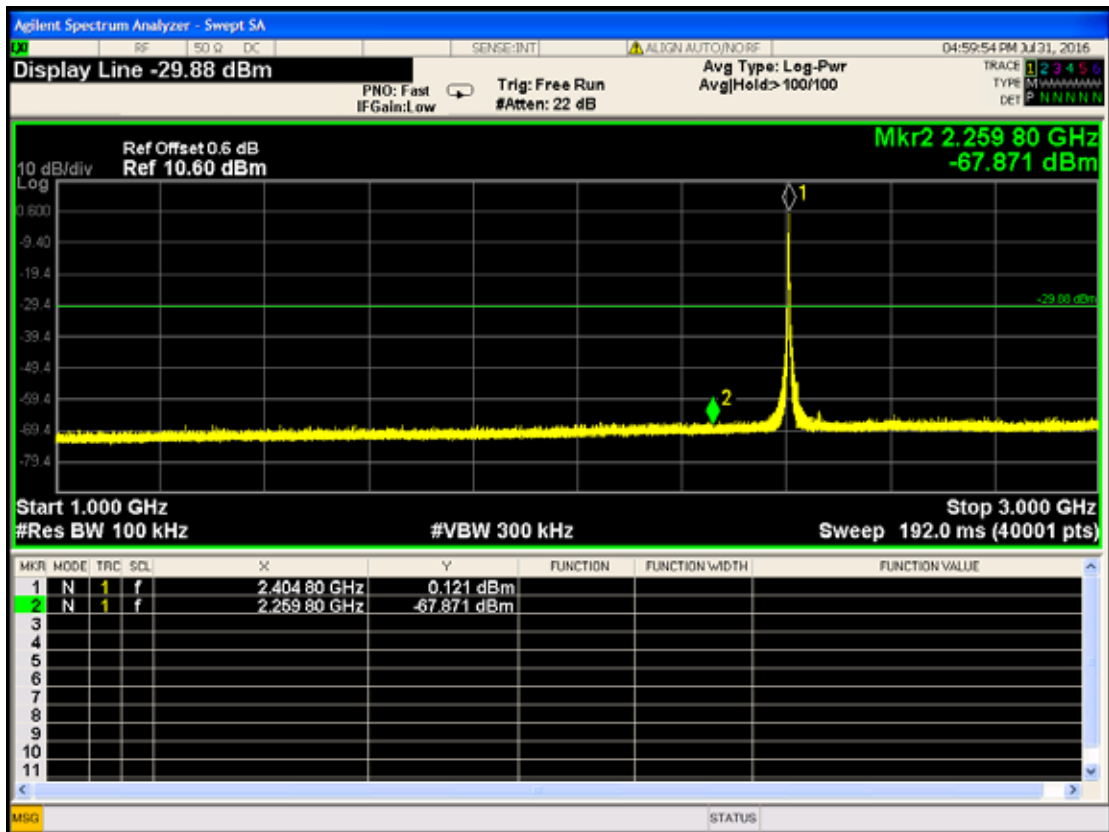 Agilent Spectrum Analyzer - Swept SA
LXI RF 50 Ω DC SENSE:INT ALIGN AUTO/NO RF 04:59:54 PM Jul 31, 2016
Display Line -29.88 dBm
PNO: Fast
IFGain:Low
Trig: Free Run
#Atten: 22 dB
Avg Type: Log-Pwr
Avg|Hold:>100/100
TRACE 1 2 3 4 5 6
TYPE M W W W W W
DET P N N N N N
Mkr2 2.259 80 GHz
-67.871 dBm
Ref Offset 0.6 dB
10 dB/div Ref 10.60 dBm
Log
1
0.600
-9.40
-19.4
-29.4
-29.88 dBm
-39.4
-49.4
-59.4
2
-69.4
-79.4
Start 1.000 GHz Stop 3.000 GHz
#Res BW 100 kHz #VBW 300 kHz Sweep 192.0 ms (40001 pts)
MKR MODE TRC SCL X Y FUNCTION FUNCTION WIDTH FUNCTION VALUE
1 N 1 f 2.404 80 GHz 0.121 dBm
2 N 1 f 2.259 80 GHz -67.871 dBm
3
4
5
6
7
8
9
10
11
MSG STATUS